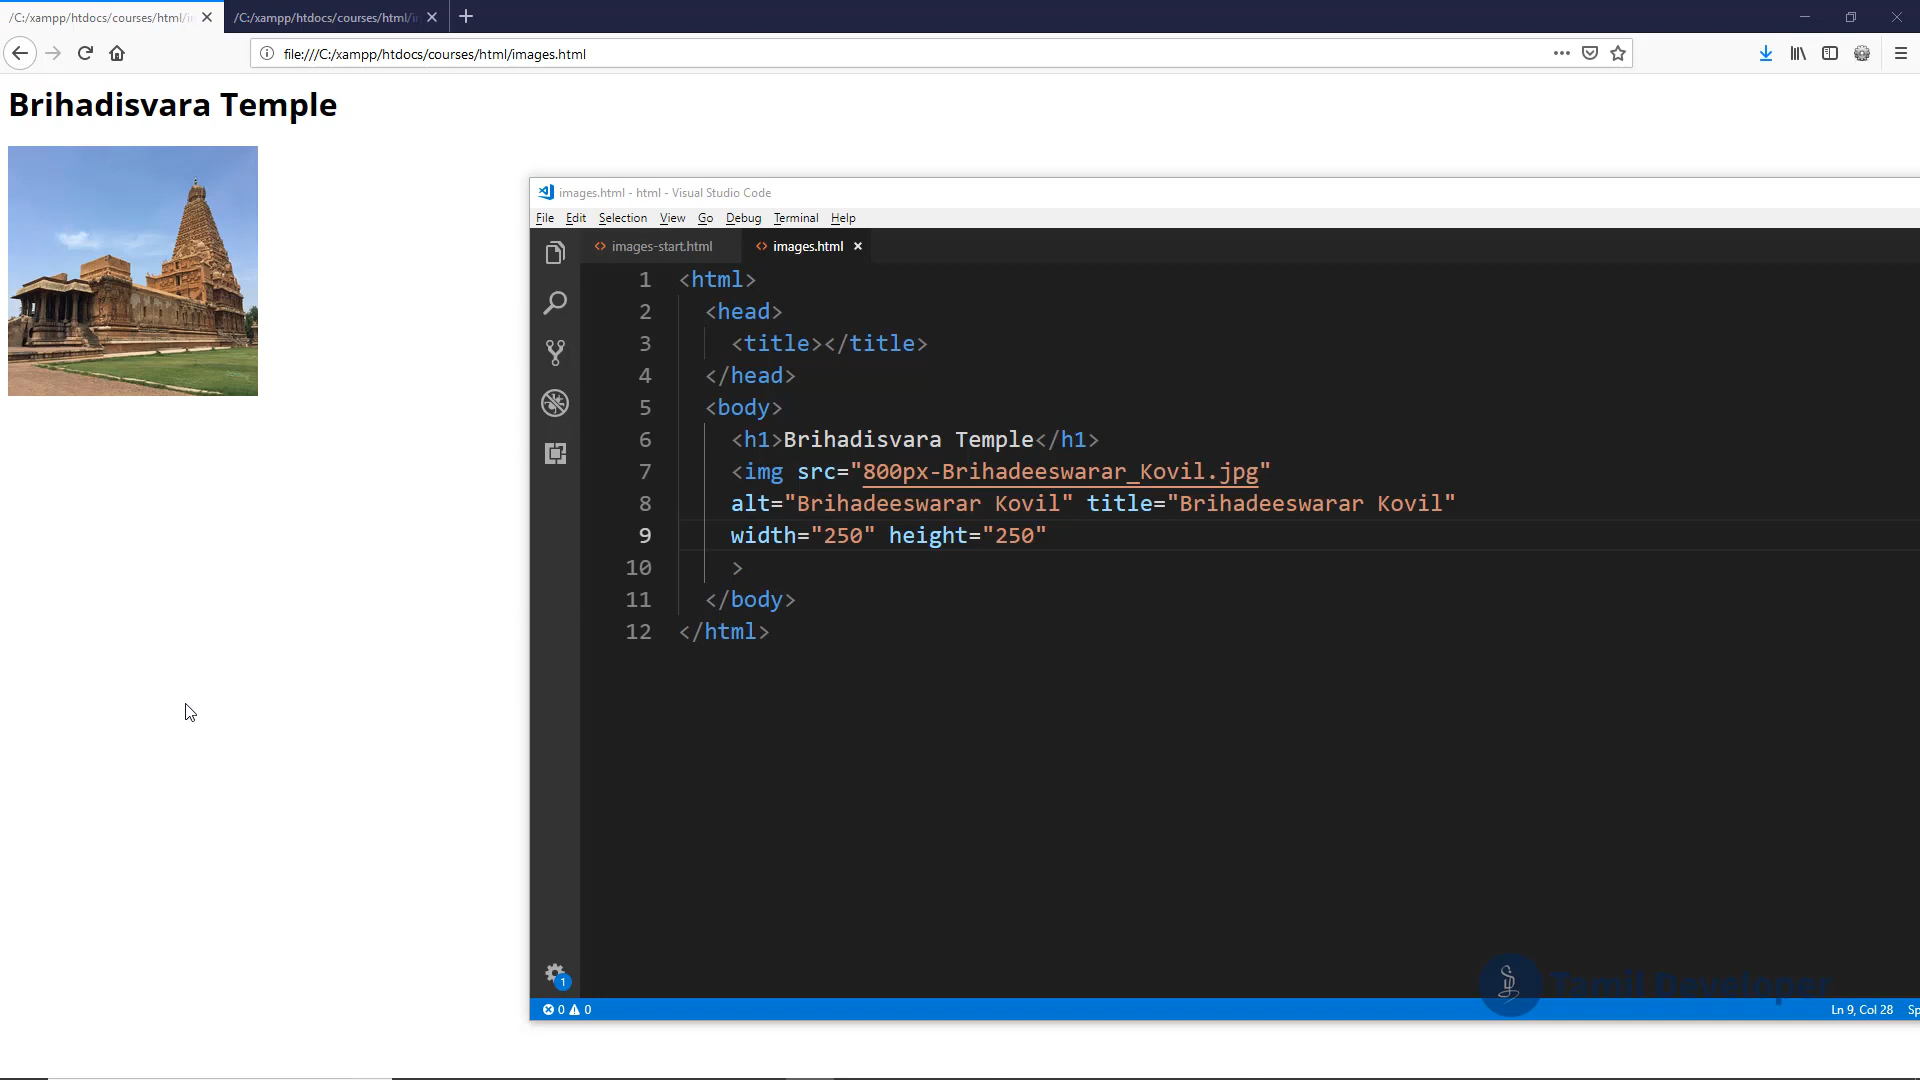 /C:/xampp/htdocs/courses/html/i
/C:/xampp/htdocs/courses/html/i
file:///C:/xampp/htdocs/courses/html/images.html
Brihadisvara Temple
images.html - html - Visual Studio Code
File Edit Selection View Go Debug Terminal Help
images-start.html
images.html
1 <html>
2 <head>
3 <title></title>
4 </head>
5 <body>
6 <h1>Brihadisvara Temple</h1>
7 <img src="800px-Brihadeeswarar_Kovil.jpg"
8 alt="Brihadeeswarar Kovil" title="Brihadeeswarar Kovil"
9 width="250" height="250"
10 >
11 </body>
12 </html>
1
Tamil Daveloper
0 0
Ln 9, Col 28 Sp